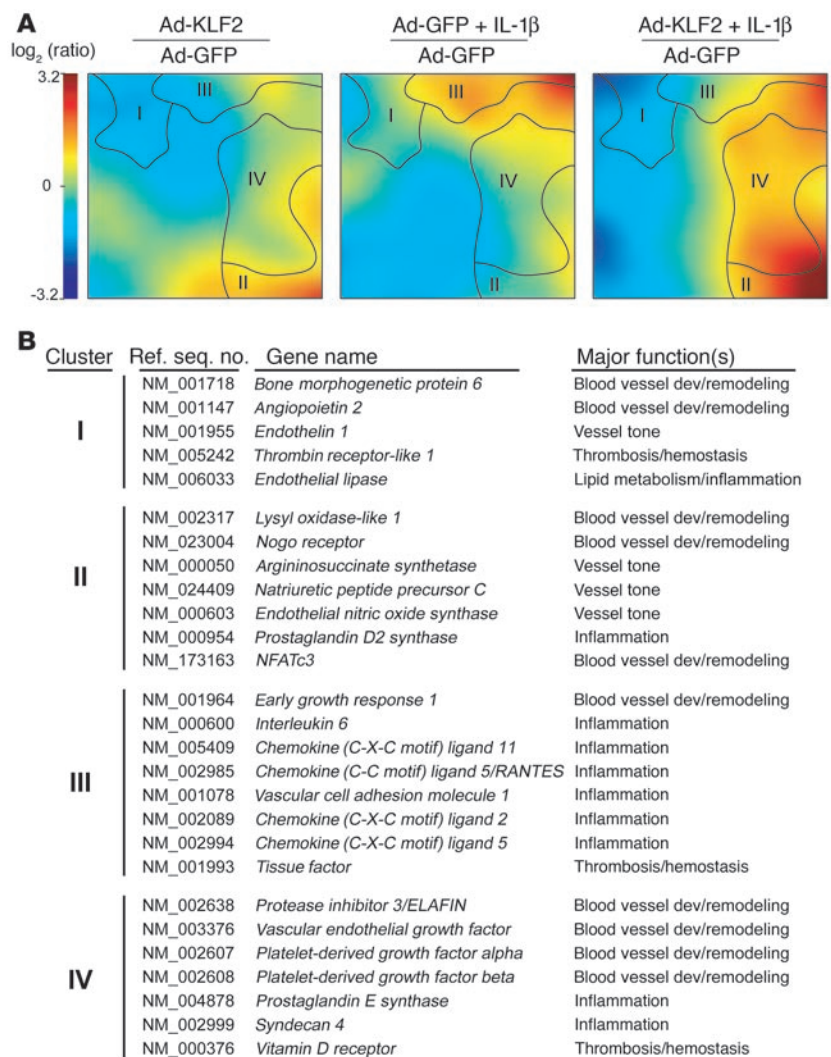 A
Ad-KLF2 Ad-GFP + IL-1β Ad-KLF2 + IL-1β
log2 (ratio) Ad-GFP Ad-GFP Ad-GFP
3.2
0
-3.2
I III IV II
I III IV II
I III IV II
B
Cluster Ref. seq. no. Gene name Major function(s)
NM_001718 Bone morphogenetic protein 6 Blood vessel dev/remodeling
NM_001147 Angiopoietin 2 Blood vessel dev/remodeling
I NM_001955 Endothelin 1 Vessel tone
NM_005242 Thrombin receptor-like 1 Thrombosis/hemostasis
NM_006033 Endothelial lipase Lipid metabolism/inflammation
NM_002317 Lysyl oxidase-like 1 Blood vessel dev/remodeling
NM_023004 Nogo receptor Blood vessel dev/remodeling
II NM_000050 Argininosuccinate synthetase Vessel tone
NM_024409 Natriuretic peptide precursor C Vessel tone
NM_000603 Endothelial nitric oxide synthase Vessel tone
NM_000954 Prostaglandin D2 synthase Inflammation
NM_173163 NFATc3 Blood vessel dev/remodeling
NM_001964 Early growth response 1 Blood vessel dev/remodeling
NM_000600 Interleukin 6 Inflammation
NM_005409 Chemokine (C-X-C motif) ligand 11 Inflammation
III NM_002985 Chemokine (C-C motif) ligand 5/RANTES Inflammation
NM_001078 Vascular cell adhesion molecule 1 Inflammation
NM_002089 Chemokine (C-X-C motif) ligand 2 Inflammation
NM_002994 Chemokine (C-X-C motif) ligand 5 Inflammation
NM_001993 Tissue factor Thrombosis/hemostasis
NM_002638 Protease inhibitor 3/ELAFIN Blood vessel dev/remodeling
NM_003376 Vascular endothelial growth factor Blood vessel dev/remodeling
NM_002607 Platelet-derived growth factor alpha Blood vessel dev/remodeling
IV NM_002608 Platelet-derived growth factor beta Blood vessel dev/remodeling
NM_004878 Prostaglandin E synthase Inflammation
NM_002999 Syndecan 4 Inflammation
NM_000376 Vitamin D receptor Thrombosis/hemostasis